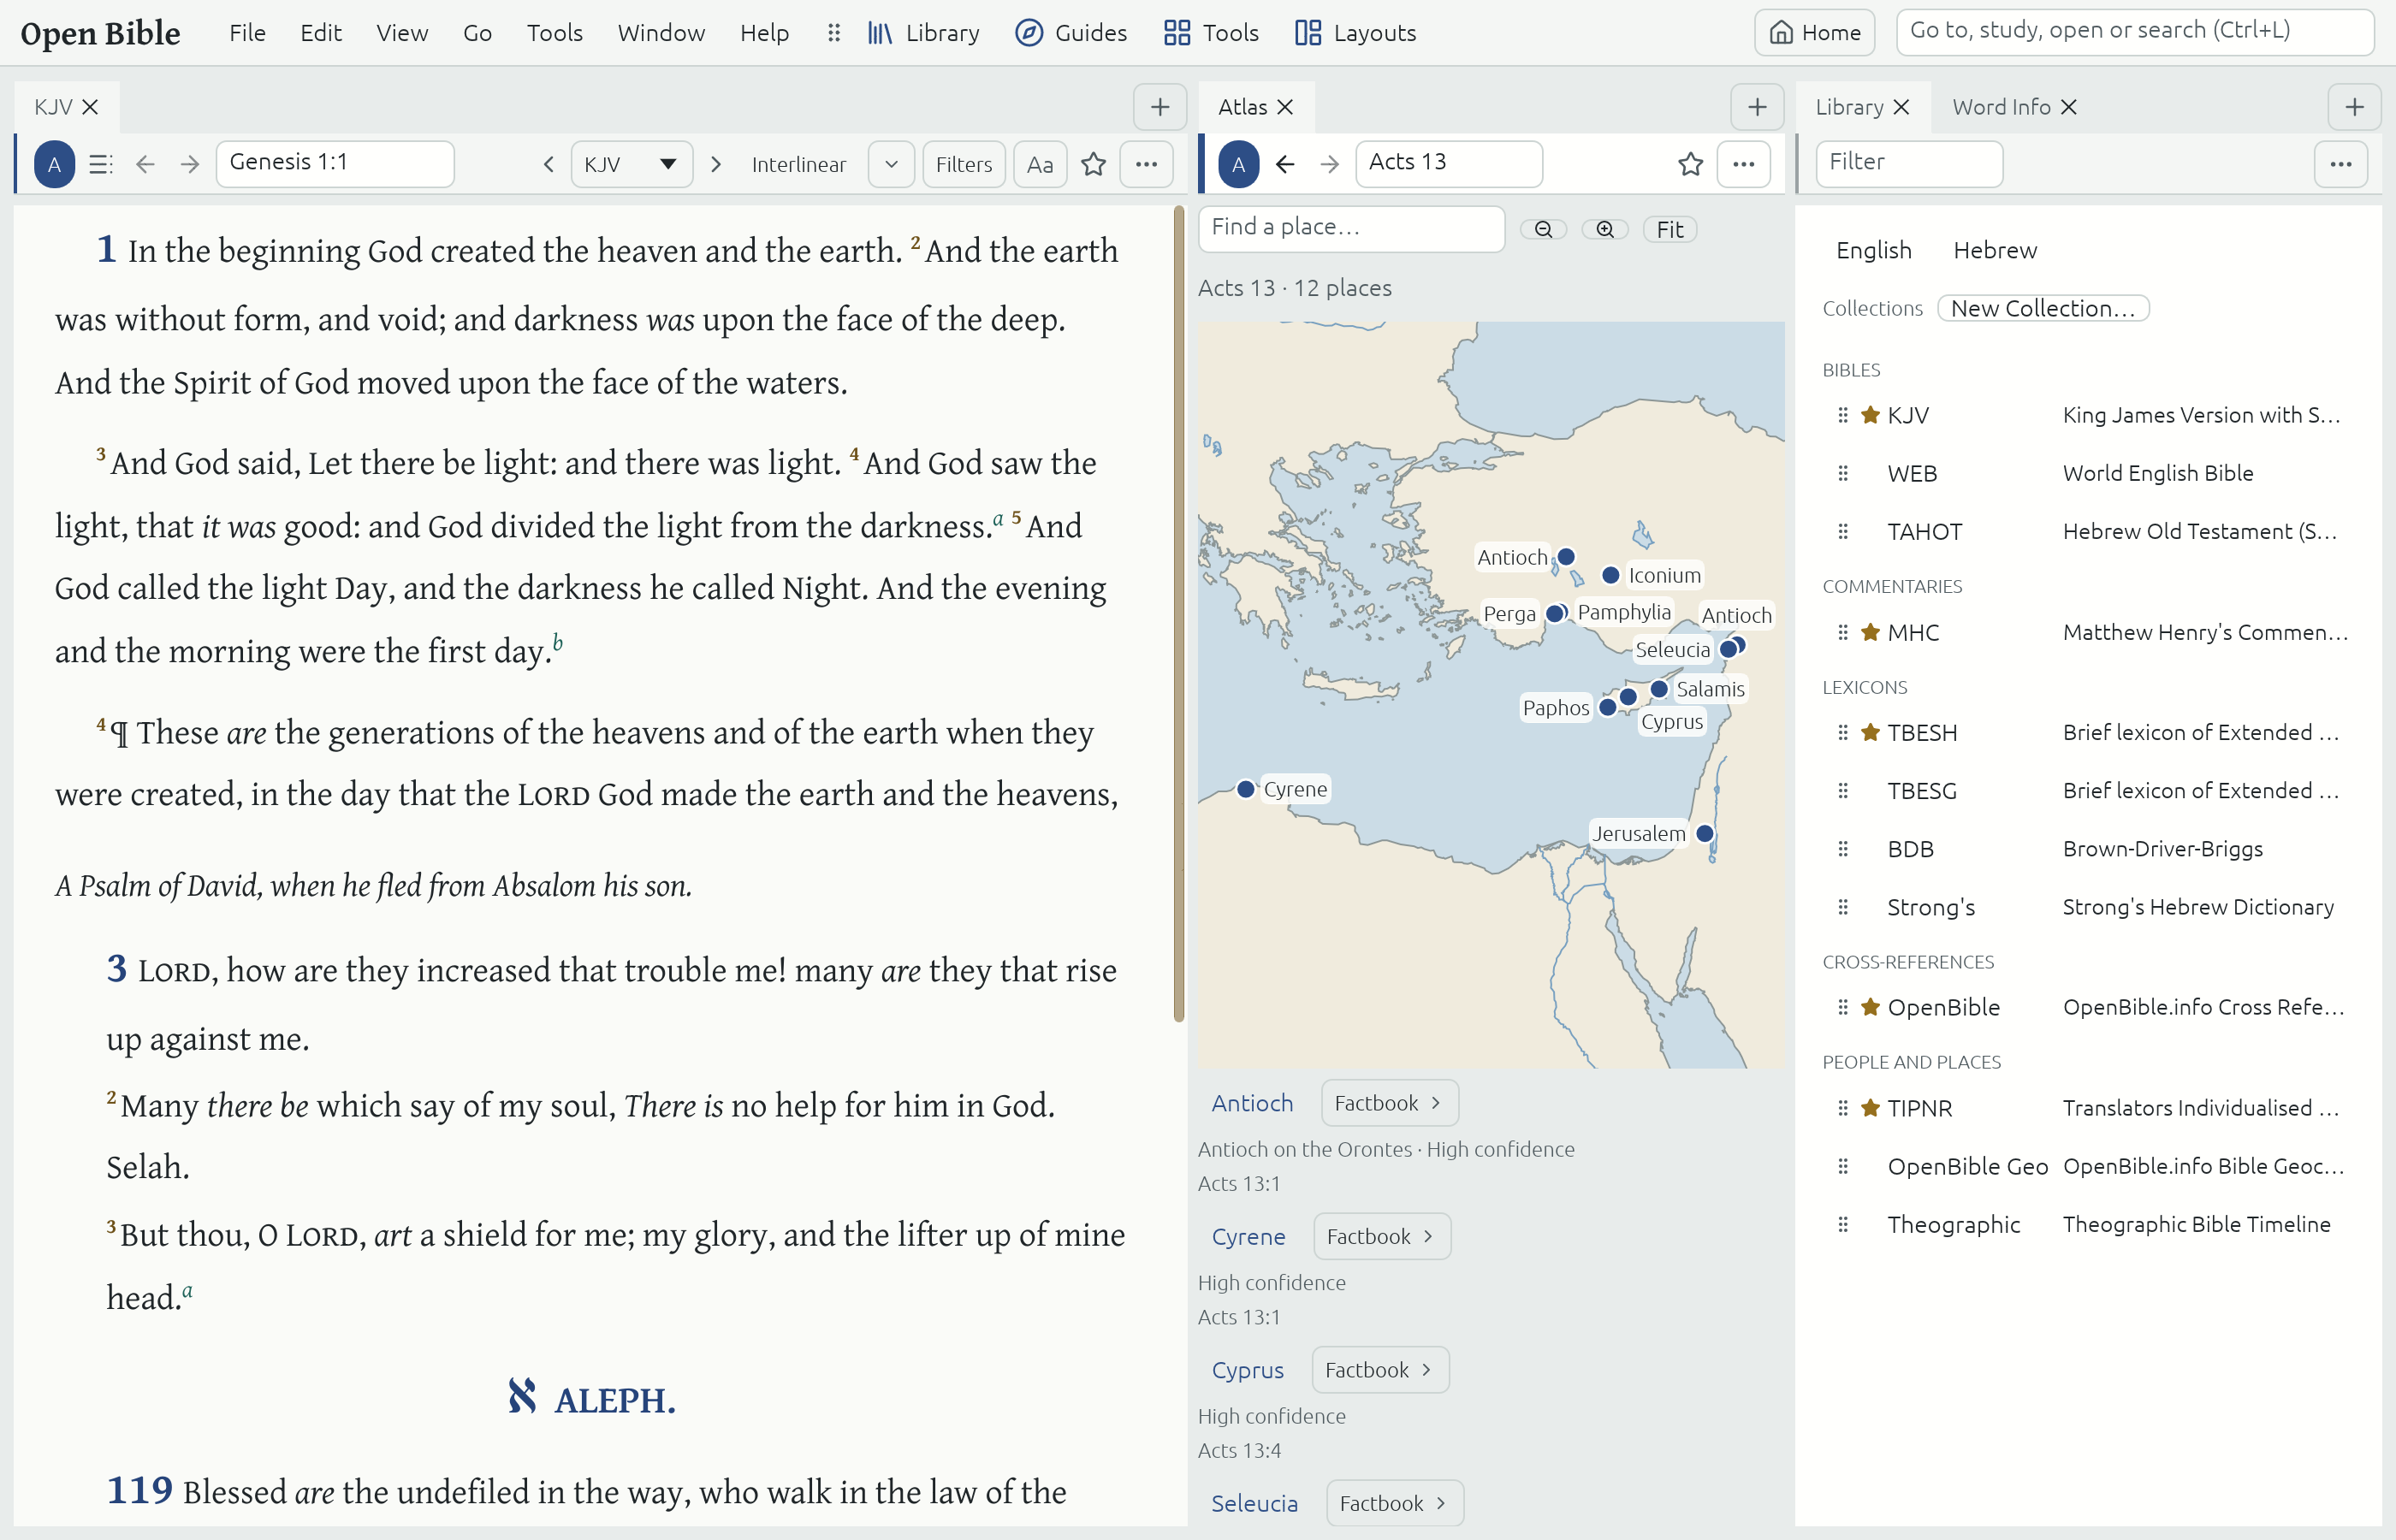 Open Bible File Edit View Go Tools Window Help Library Guides Tools Layouts Home Go to, study, open or search (Ctrl+L)
KJV
A Genesis 1:1 KJV Interlinear Filters Aa
1 In the beginning God created the heaven and the earth. 2 And the earth
was without form, and void; and darkness was upon the face of the deep.
And the Spirit of God moved upon the face of the waters.
3 And God said, Let there be light: and there was light. 4 And God saw the
light, that it was good: and God divided the light from the darkness.a 5 And
God called the light Day, and the darkness he called Night. And the evening
and the morning were the first day.b
4 ¶ These are the generations of the heavens and of the earth when they
were created, in the day that the LORD God made the earth and the heavens,
A Psalm of David, when he fled from Absalom his son.
3 LORD, how are they increased that trouble me! many are they that rise
up against me.
2 Many there be which say of my soul, There is no help for him in God.
Selah.
3 But thou, O LORD, art a shield for me; my glory, and the lifter up of mine
head.a
א ALEPH.
119 Blessed are the undefiled in the way, who walk in the law of the
Atlas
A Acts 13
Find a place… Fit
Acts 13 · 12 places
Antioch
Iconium
Perga
Pamphylia
Antioch
Seleucia
Salamis
Paphos
Cyprus
Cyrene
Jerusalem
Antioch Factbook
Antioch on the Orontes · High confidence
Acts 13:1
Cyrene Factbook
High confidence
Acts 13:1
Cyprus Factbook
High confidence
Acts 13:4
Seleucia Factbook
Library Word Info
Filter
English Hebrew
Collections New Collection…
BIBLES
KJV King James Version with S…
WEB World English Bible
TAHOT Hebrew Old Testament (S…
COMMENTARIES
MHC Matthew Henry's Commen…
LEXICONS
TBESH Brief lexicon of Extended …
TBESG Brief lexicon of Extended …
BDB Brown-Driver-Briggs
Strong's Strong's Hebrew Dictionary
CROSS-REFERENCES
OpenBible OpenBible.info Cross Refe…
PEOPLE AND PLACES
TIPNR Translators Individualised …
OpenBible Geo OpenBible.info Bible Geoc…
Theographic Theographic Bible Timeline